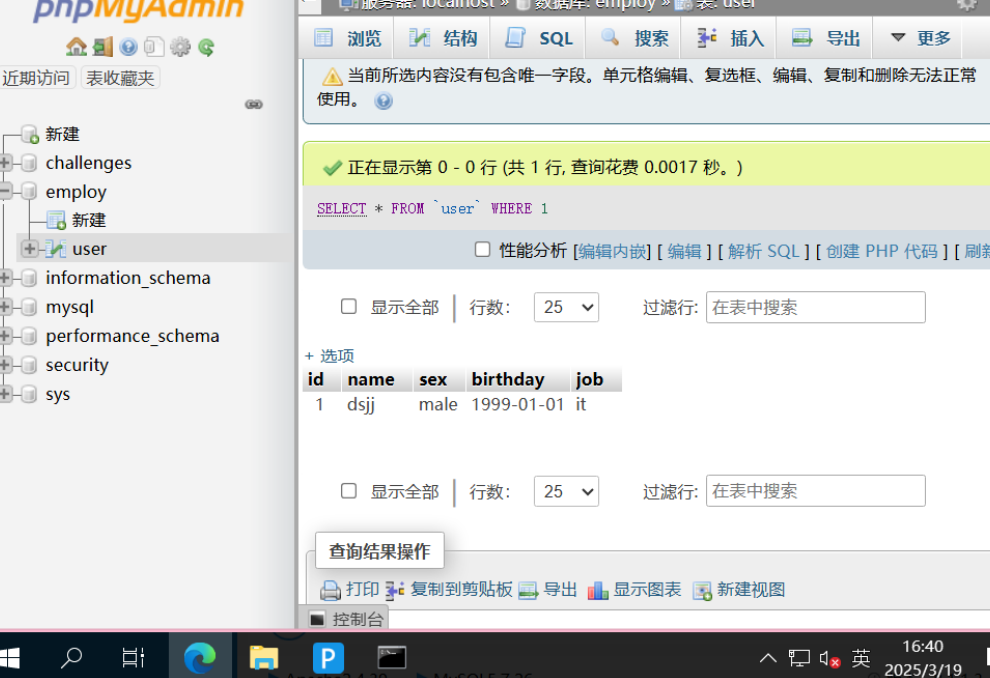 phpMyAdmin
近期访问 表收藏夹
新建
challenges
employ
新建
user
information_schema
mysql
performance_schema
security
sys
服务器: localhost » 数据库: employ » 表: user
浏览 结构 SQL 搜索 插入 导出 更多
当前所选内容没有包含唯一字段。单元格编辑、复选框、编辑、复制和删除无法正常
使用。
正在显示第 0 - 0 行 (共 1 行, 查询花费 0.0017 秒。)
SELECT * FROM `user` WHERE 1
性能分析 [编辑内嵌] [ 编辑 ] [ 解析 SQL ] [ 创建 PHP 代码 ] [ 刷新
显示全部 行数: 25 过滤行: 在表中搜索
+ 选项
id name sex birthday job
1 dsjj male 1999-01-01 it
显示全部 行数: 25 过滤行: 在表中搜索
查询结果操作
打印 复制到剪贴板 导出 显示图表 新建视图
控制台
英
16:40
2025/3/19